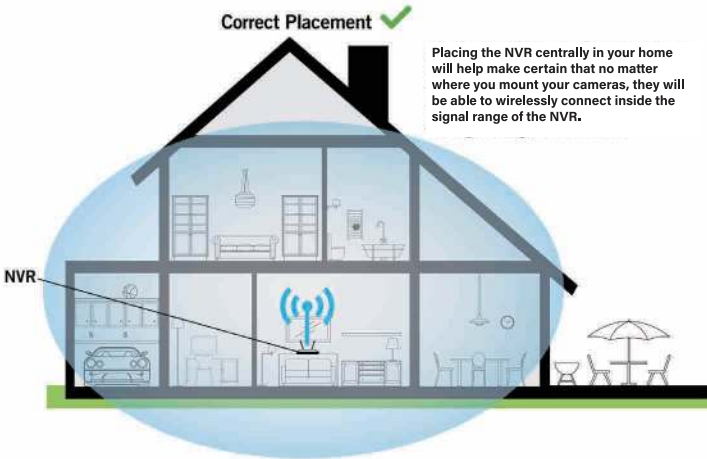 Correct Placement
Placing the NVR centrally in your home
will help make certain that no matter
where you mount your cameras, they will
be able to wirelessly connect inside the
signal range of the NVR.
NVR